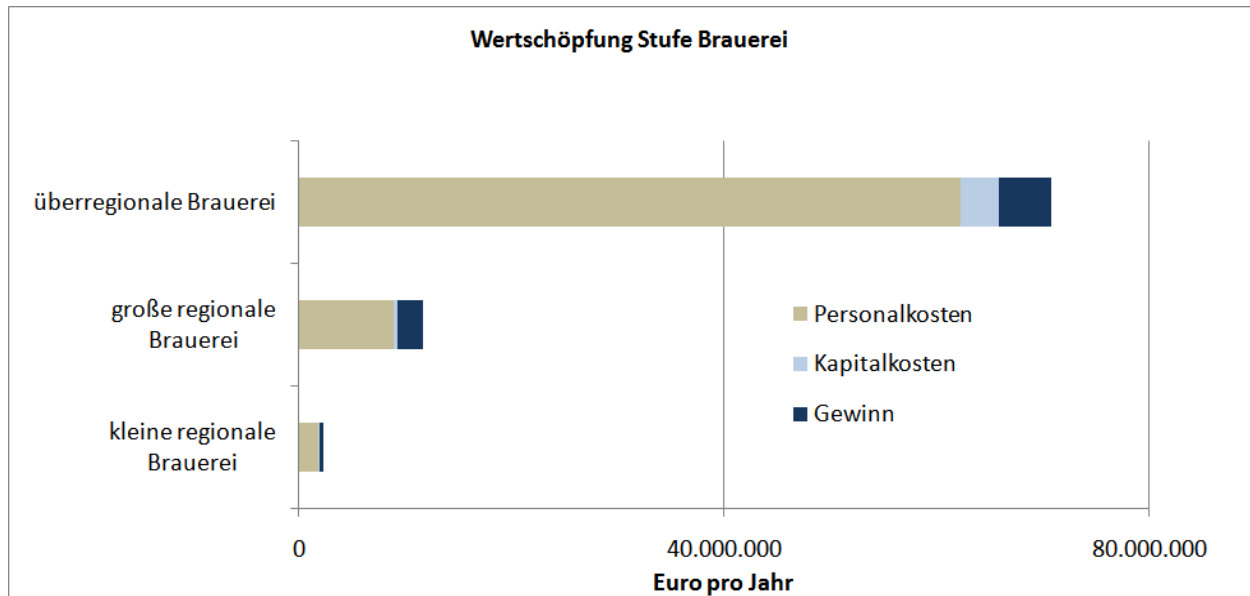 Wertschöpfung Stufe Brauerei
überregionale Brauerei
große regionale
Brauerei
kleine regionale
Brauerei
Personalkosten
Kapitalkosten
Gewinn
0
40.000.000
80.000.000
Euro pro Jahr